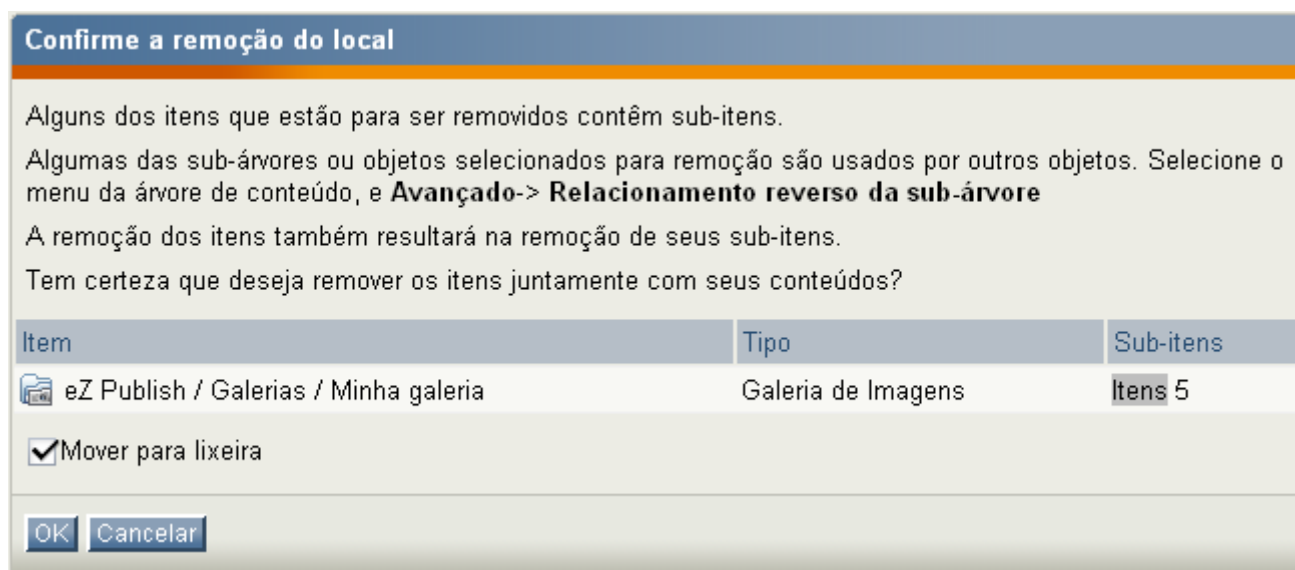 Confirme a remoção do local
Alguns dos itens que estão para ser removidos contêm sub-itens.
Algumas das sub-árvores ou objetos selecionados para remoção são usados por outros objetos. Selecione o
menu da árvore de conteúdo, e Avançado-> Relacionamento reverso da sub-árvore
A remoção dos itens também resultará na remoção de seus sub-itens.
Tem certeza que deseja remover os itens juntamente com seus conteúdos?
Item Tipo Sub-itens
eZ Publish / Galerias / Minha galeria Galeria de Imagens Itens 5
Mover para lixeira
OK Cancelar